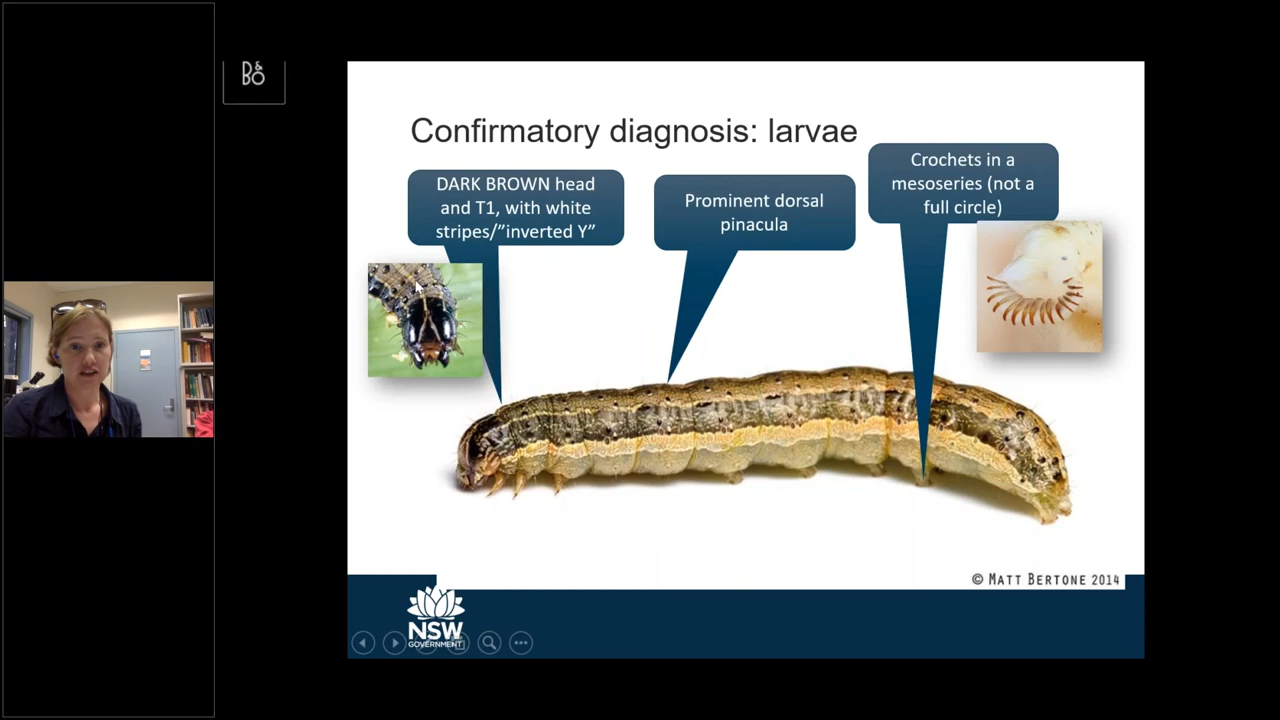 B&
BO
Confirmatory diagnosis: larvae
DARK BROWN head
and T1, with white
stripes/”inverted Y”
Prominent dorsal
pinacula
Crochets in a
mesoseries (not a
full circle)
© MATT BERTONE 2014
NSW
GOVERNMENT